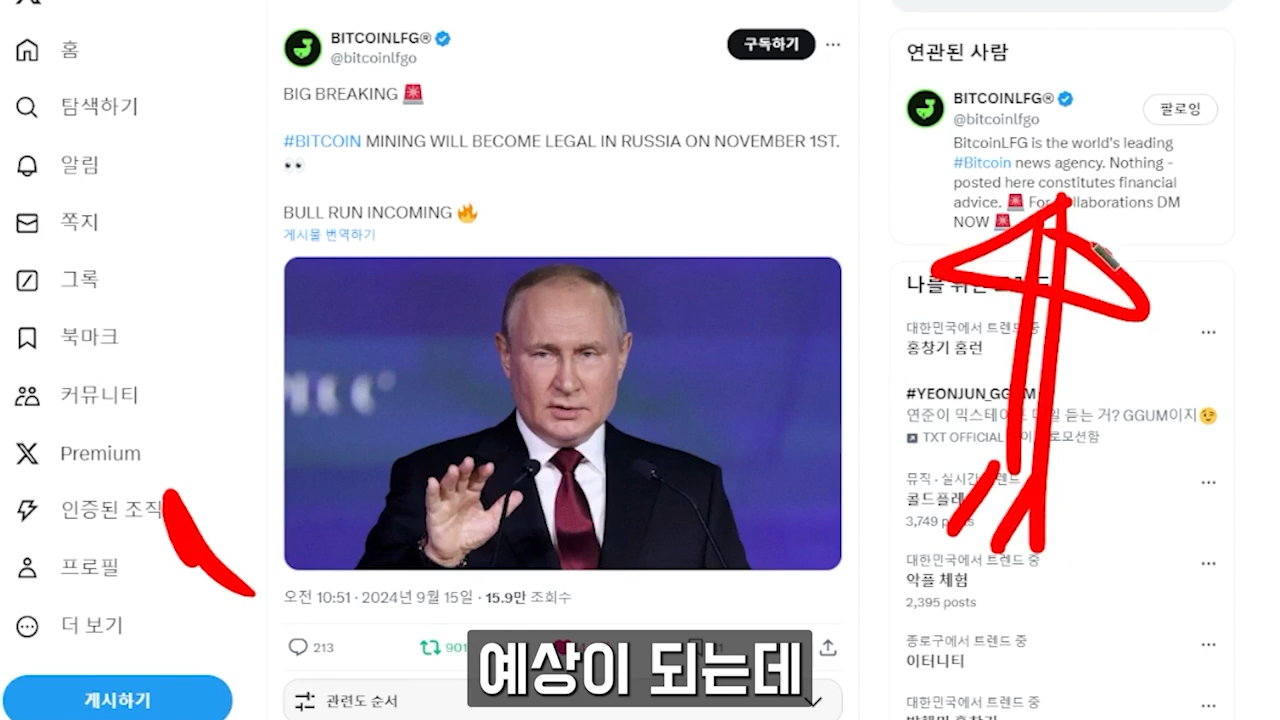 홈
탐색하기
알림
쪽지
그록
북마크
커뮤니티
Premium
인증된 조직
프로필
더 보기
게시하기
BITCOINLFG®
@bitcoinlfgo
구독하기
BIG BREAKING
#BITCOIN MINING WILL BECOME LEGAL IN RUSSIA ON NOVEMBER 1ST.
BULL RUN INCOMING
게시물 번역하기
오전 10:51 · 2024년 9월 15일 · 15.9만 조회수
213
901
예상이 되는데
관련도 순서
연관된 사람
BITCOINLFG®
@bitcoinlfgo
팔로잉
BitcoinLFG is the world's leading
#Bitcoin news agency. Nothing -
posted here constitutes financial
advice. For collaborations DM
NOW
나를 위한 트렌드
대한민국에서 트렌드 중
홍창기 홈런
#YEONJUN_GGUM
연준이 믹스테이프 매일 듣는 거? GGUM이지
TXT OFFICIAL 프로모션함
뮤직 · 실시간 트렌드
콜드플레이
3,749 posts
대한민국에서 트렌드 중
악플 체험
2,395 posts
종로구에서 트렌드 중
이터니티
대한민국에서 트렌드 중